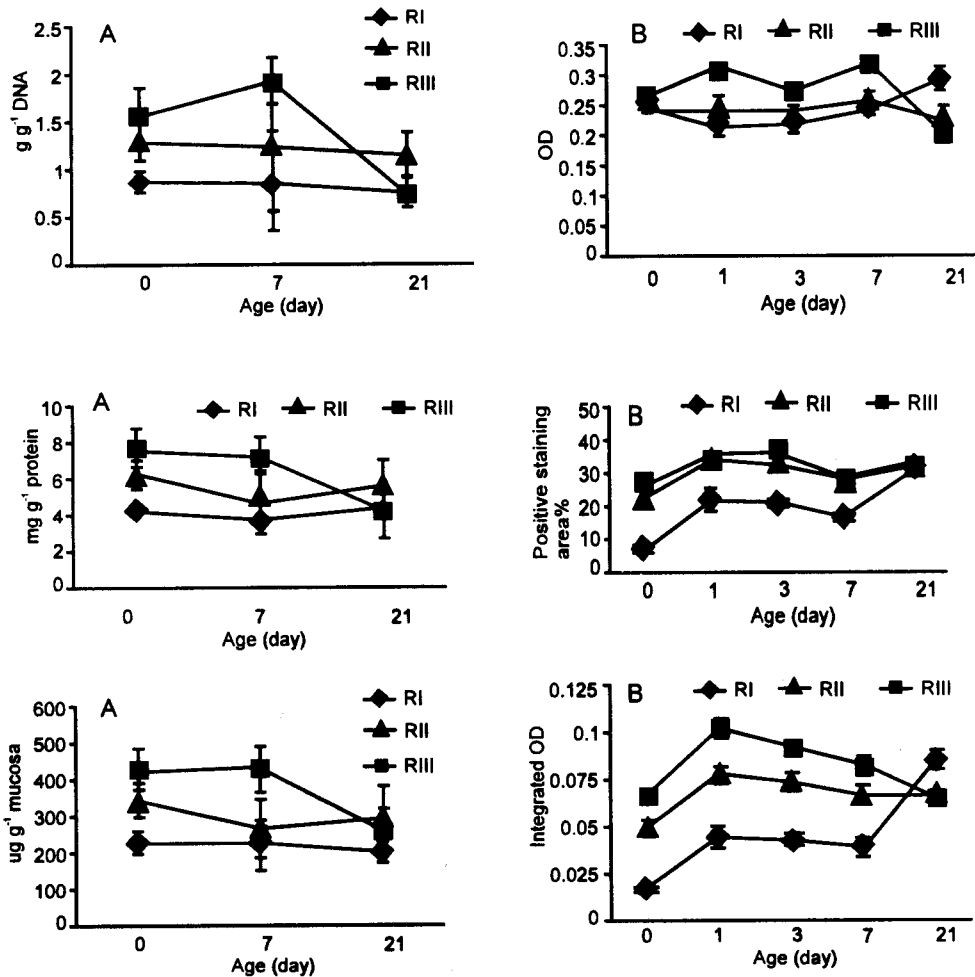 A
RI
RII
RIII
2.5
2
1.5
1
0.5
0
g g⁻¹ DNA
0 7 21
Age (day)
B
RI RII RIII
0.35
0.3
0.25
0.2
0.15
0.1
0.05
0
OD
0 1 3 7 21
Age (day)
A
RI RII RIII
10
8
6
4
2
0
mg g⁻¹ protein
0 7 21
Age (day)
B
RI RII RIII
50
40
30
20
10
0
Positive staining
area%
0 1 3 7 21
Age (day)
A
RI
RII
RIII
600
500
400
300
200
100
0
ug g⁻¹ mucosa
0 7 21
Age (day)
B
RI RII RIII
0.125
0.1
0.075
0.05
0.025
0
Integrated OD
0 1 3 7 21
Age (day)